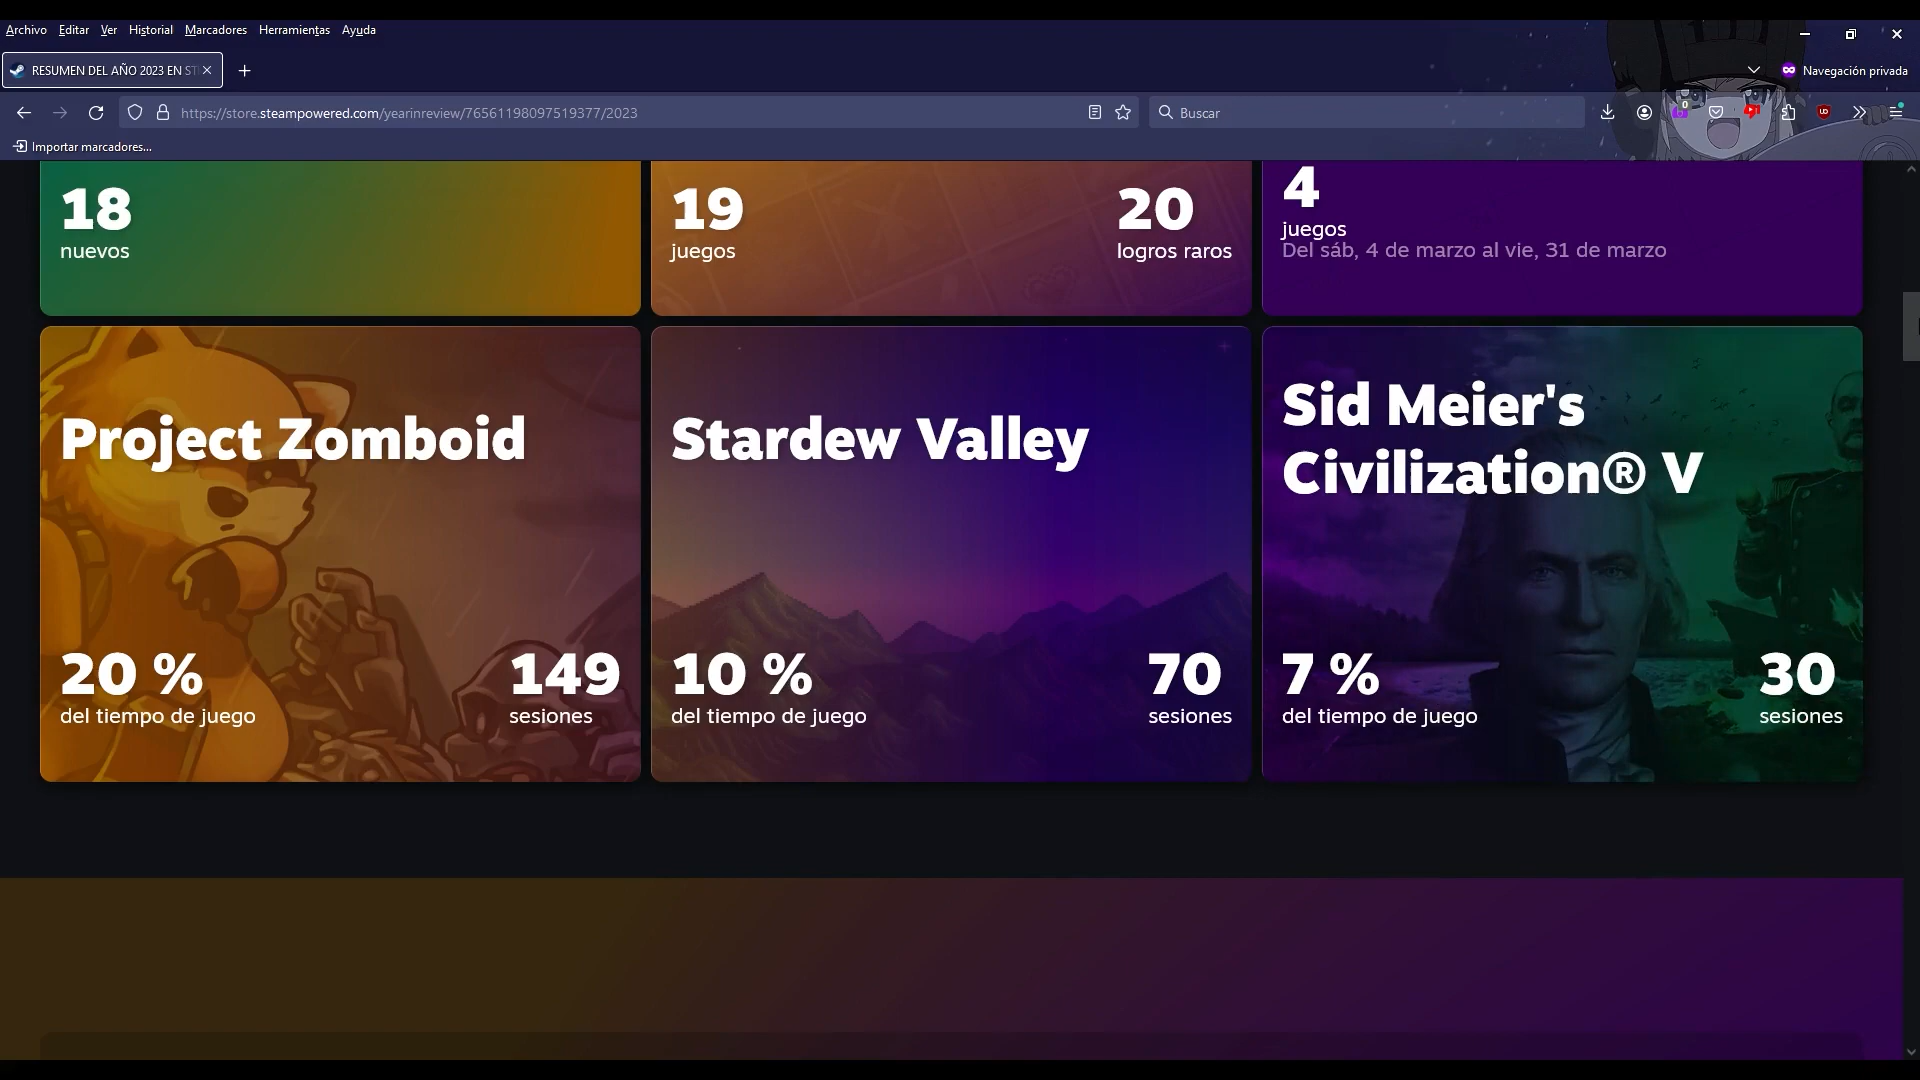 Archivo Editar Ver Historial Marcadores Herramientas Ayuda
RESUMEN DEL AÑO 2023 EN ST
Navegación privada
https://store.steampowered.com/yearinreview/76561198097519377/2023
Buscar
0
UD
Importar marcadores...
18
nuevos
19
juegos
20
logros raros
4
juegos
Del sáb, 4 de marzo al vie, 31 de marzo
Project Zomboid
20 %
del tiempo de juego
149
sesiones
Stardew Valley
10 %
del tiempo de juego
70
sesiones
Sid Meier's
Civilization® V
7 %
del tiempo de juego
30
sesiones